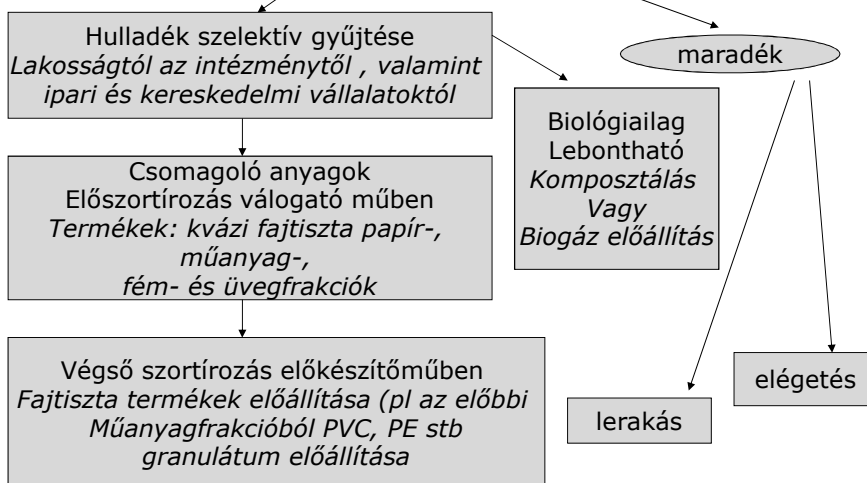 Hulladék szelektív gyűjtése
Lakosságtól az intézménytől , valamint
ipari és kereskedelmi vállalatoktól
maradék
Biológiailag
Lebontható
Komposztálás
Vagy
Biogáz előállítás
Csomagoló anyagok
Előszortírozás válogató műben
Termékek: kvázi fajtiszta papír-,
műanyag-,
fém- és üvegfrakciók
Végső szortírozás előkészítőműben
Fajtiszta termékek előállítása (pl az előbbi
Műanyagfrakcióból PVC, PE stb
granulátum előállítása
lerakás
elégetés